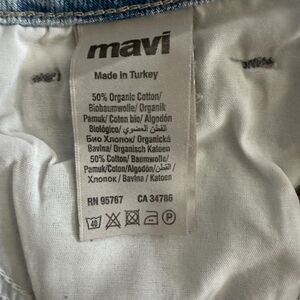 mavi
Made in Turkey
50% Organic Cotton/
Biobaumwolle/ Organik
Pamuk/ Coton bio/ Algodón
Biológico/ القطن العضوي/
Био Хлопок/ Organická
Bavlna/ Organisch Katoen
50% Cotton/ Baumwolle/
Pamuk/Coton/Algodón/القطن/
Хлопок / Bavlna / Katoen
RN 95767 CA 34786
40 P